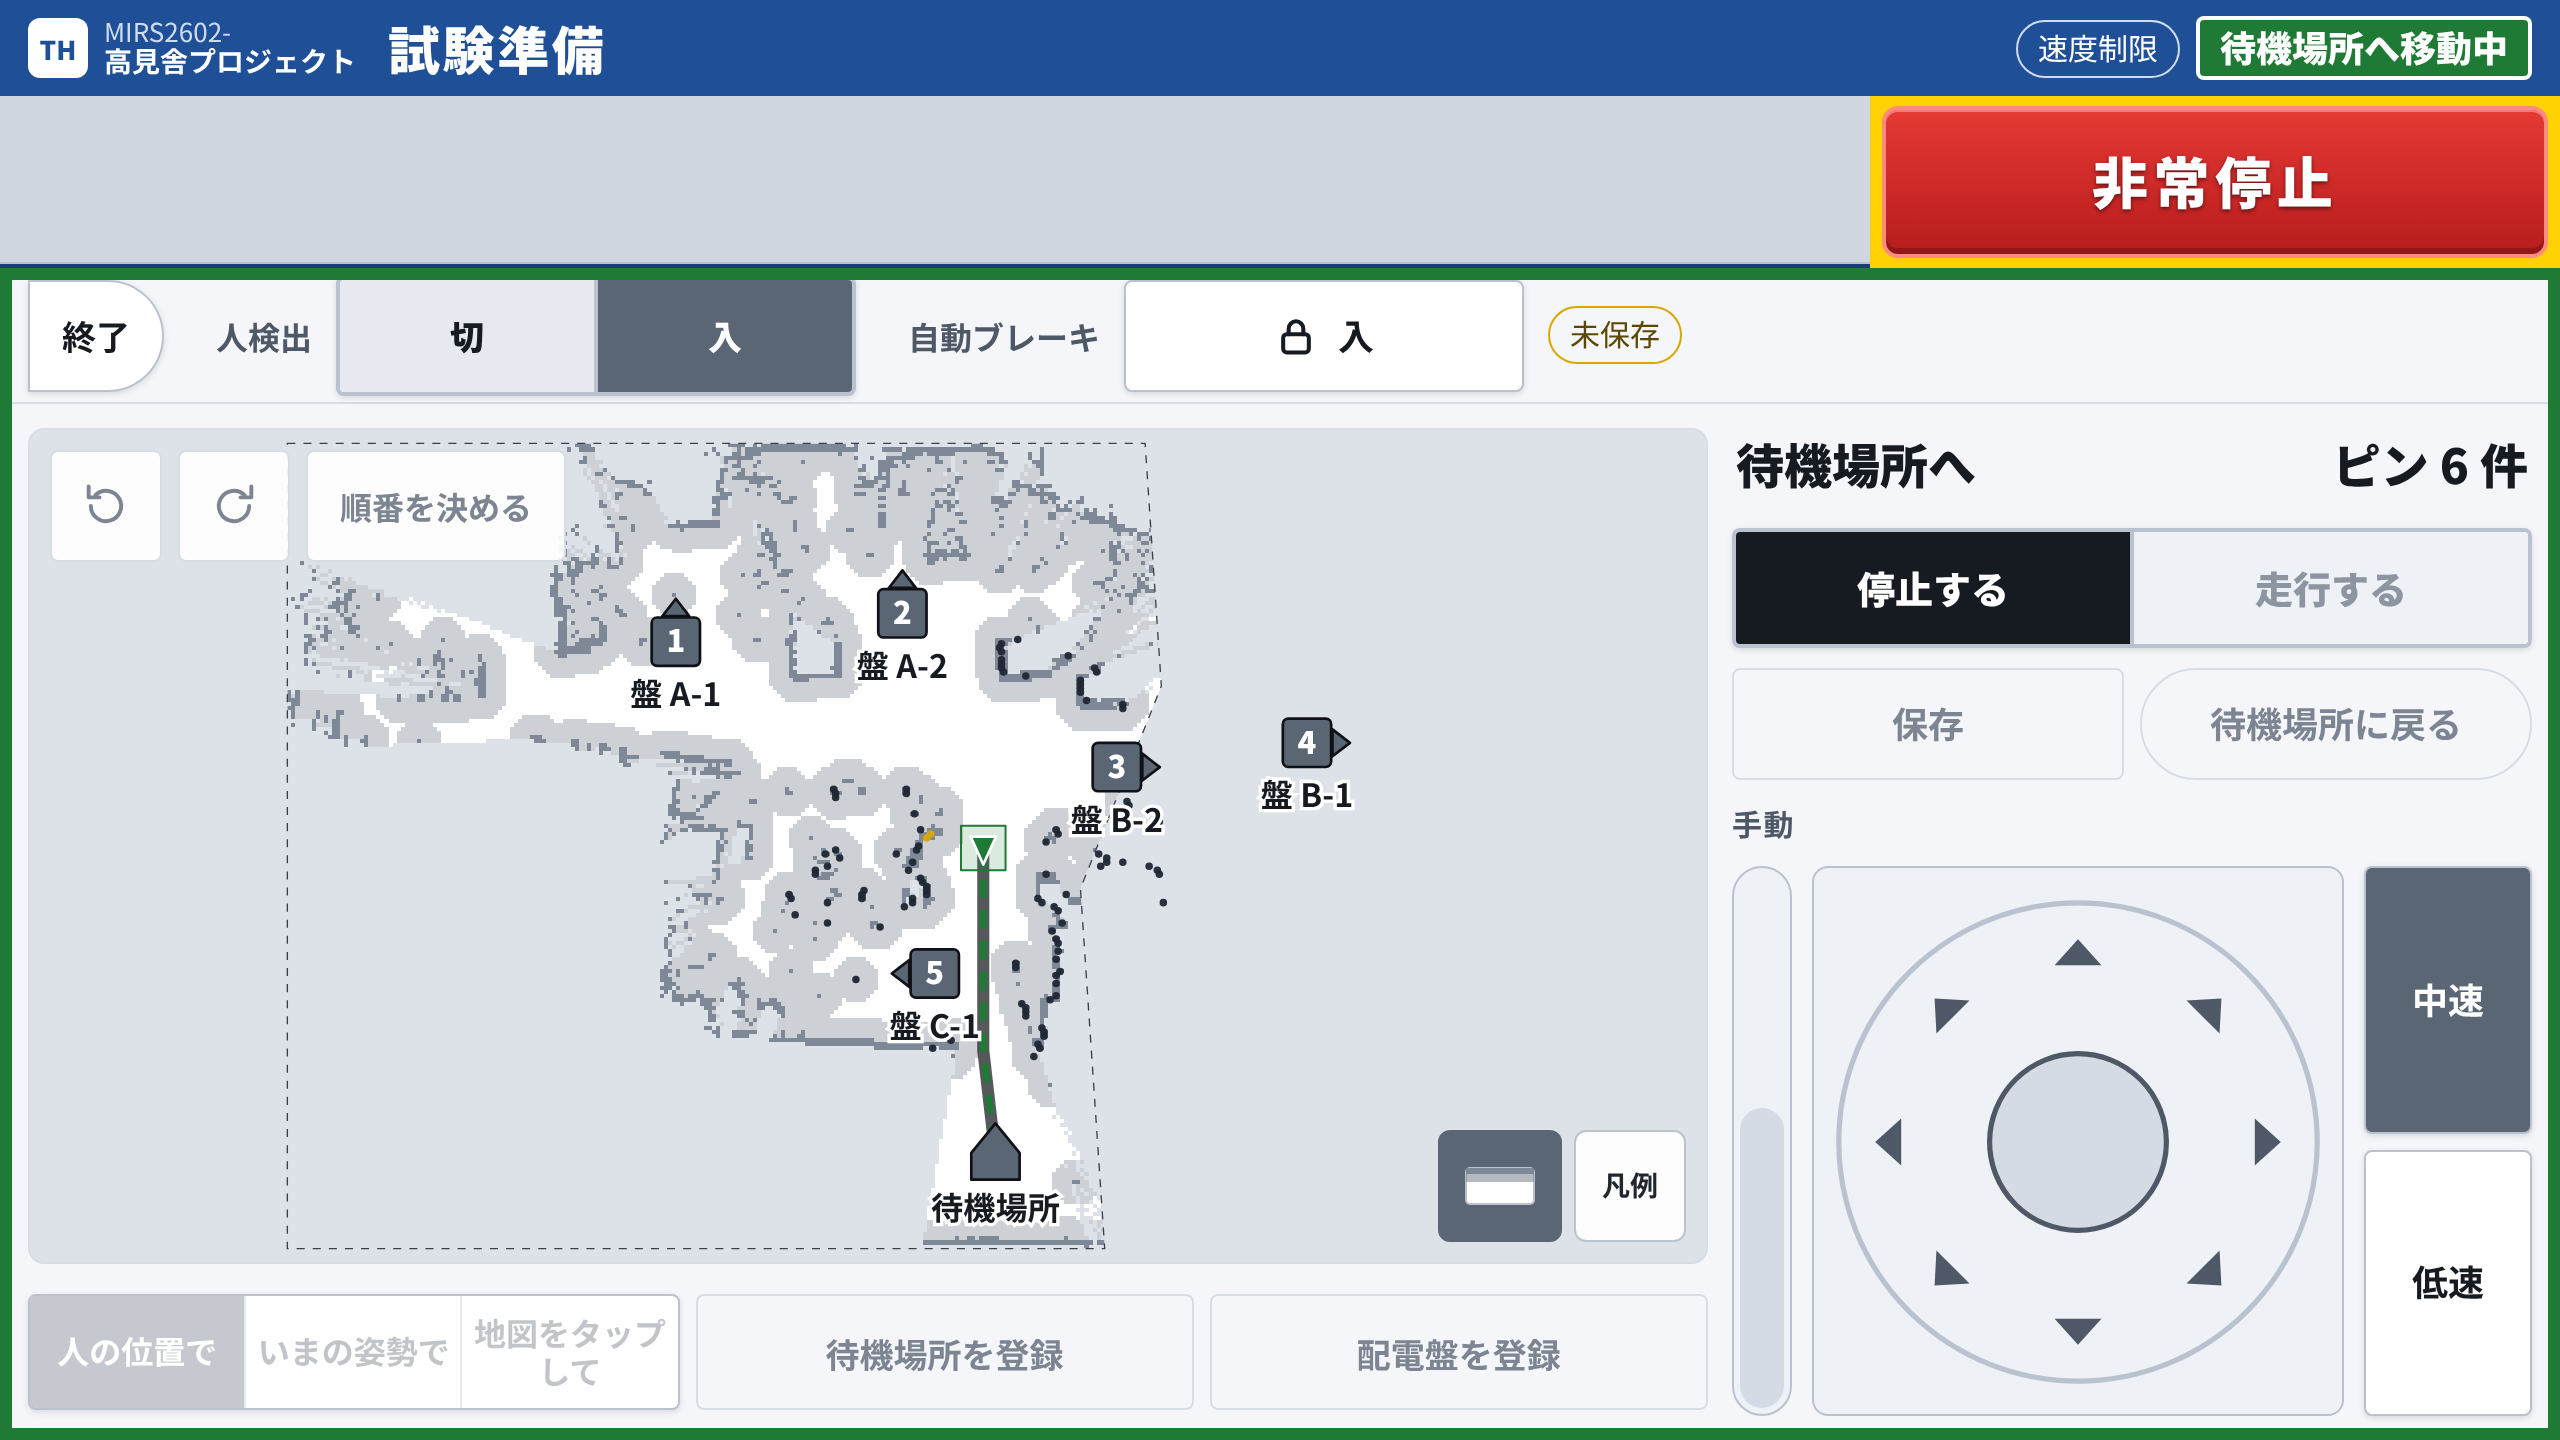 TH
MIRS2602-
高見舎プロジェクト
試験準備
速度制限
待機場所へ移動中
非常停止
終了
人検出
切
入
自動ブレーキ
入
未保存
順番を決める
1
盤 A-1
2
盤 A-2
3
盤 B-2
4
盤 B-1
5
盤 C-1
待機場所
凡例
人の位置で
いまの姿勢で
地図をタップ
して
待機場所を登録
配電盤を登録
待機場所へ
ピン 6 件
停止する
走行する
保存
待機場所に戻る
手動
中速
低速